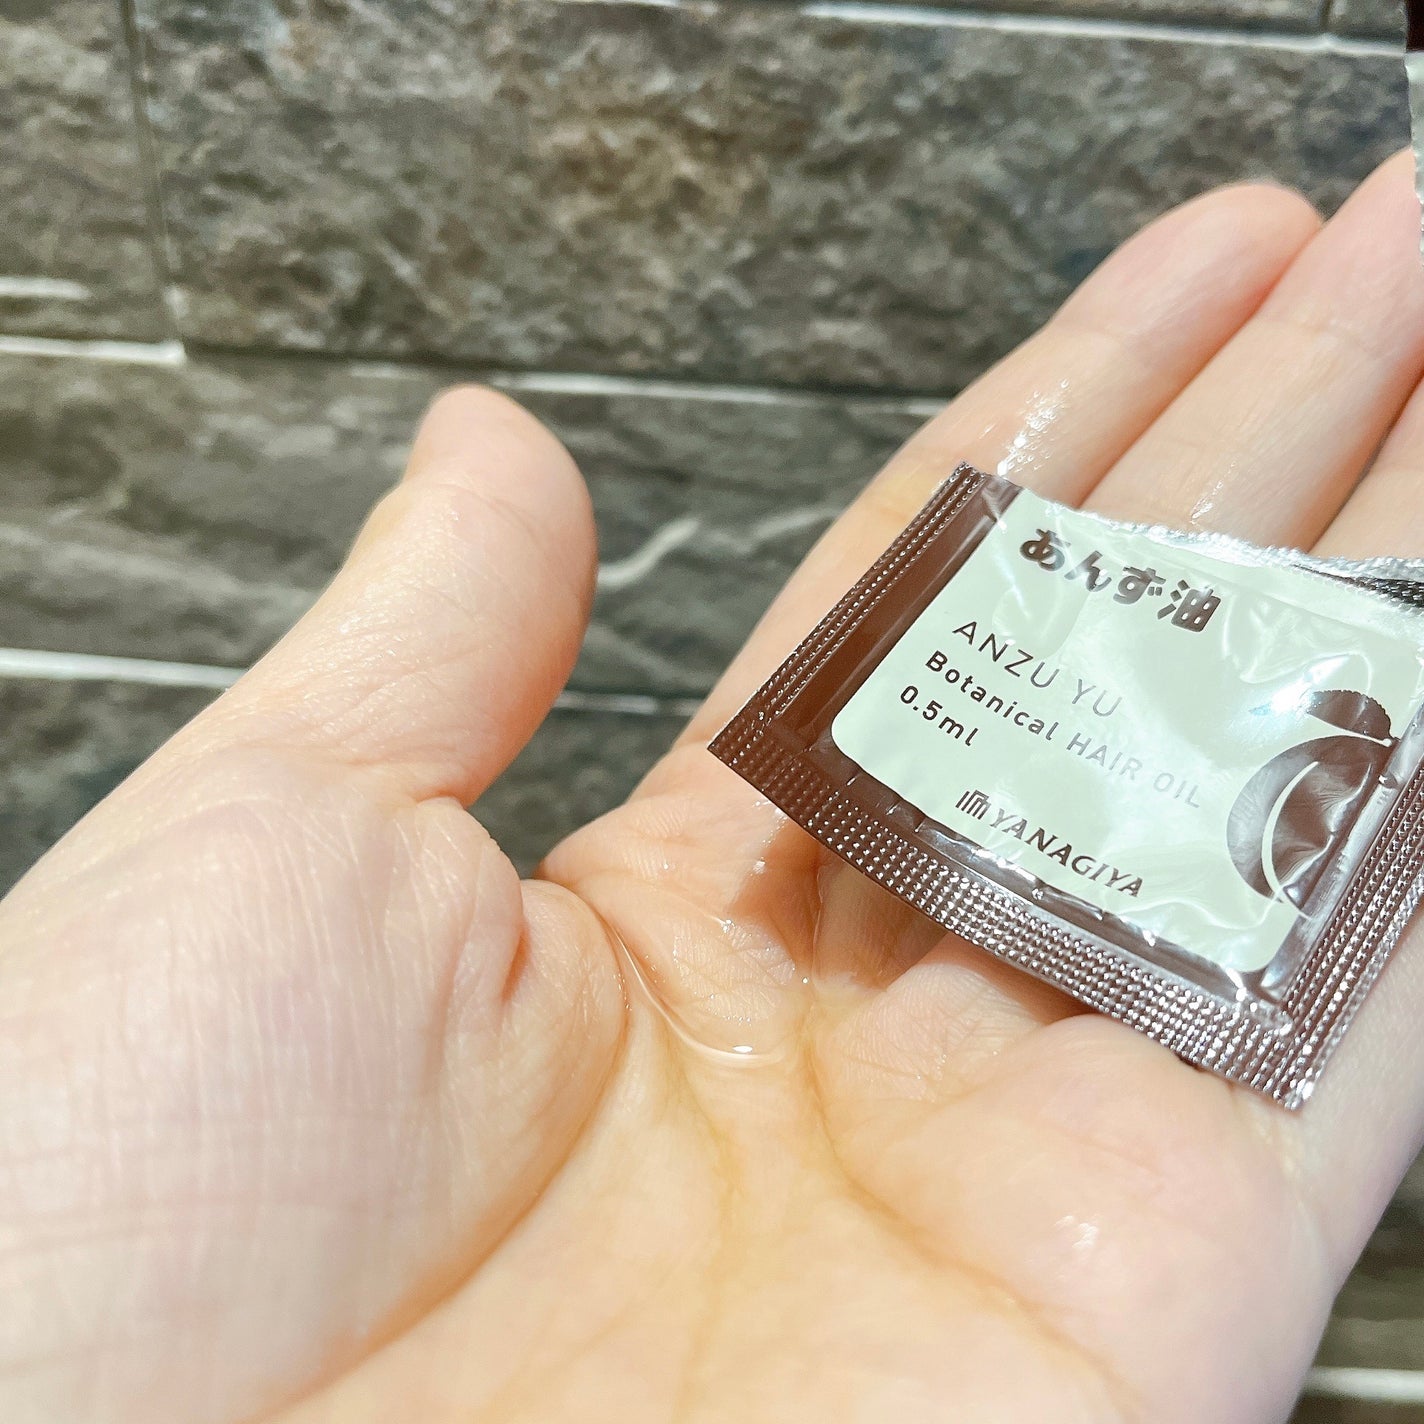 あんず油
ANZU YU
Botanical HAIR OIL
0.5ml
YANAGIYA